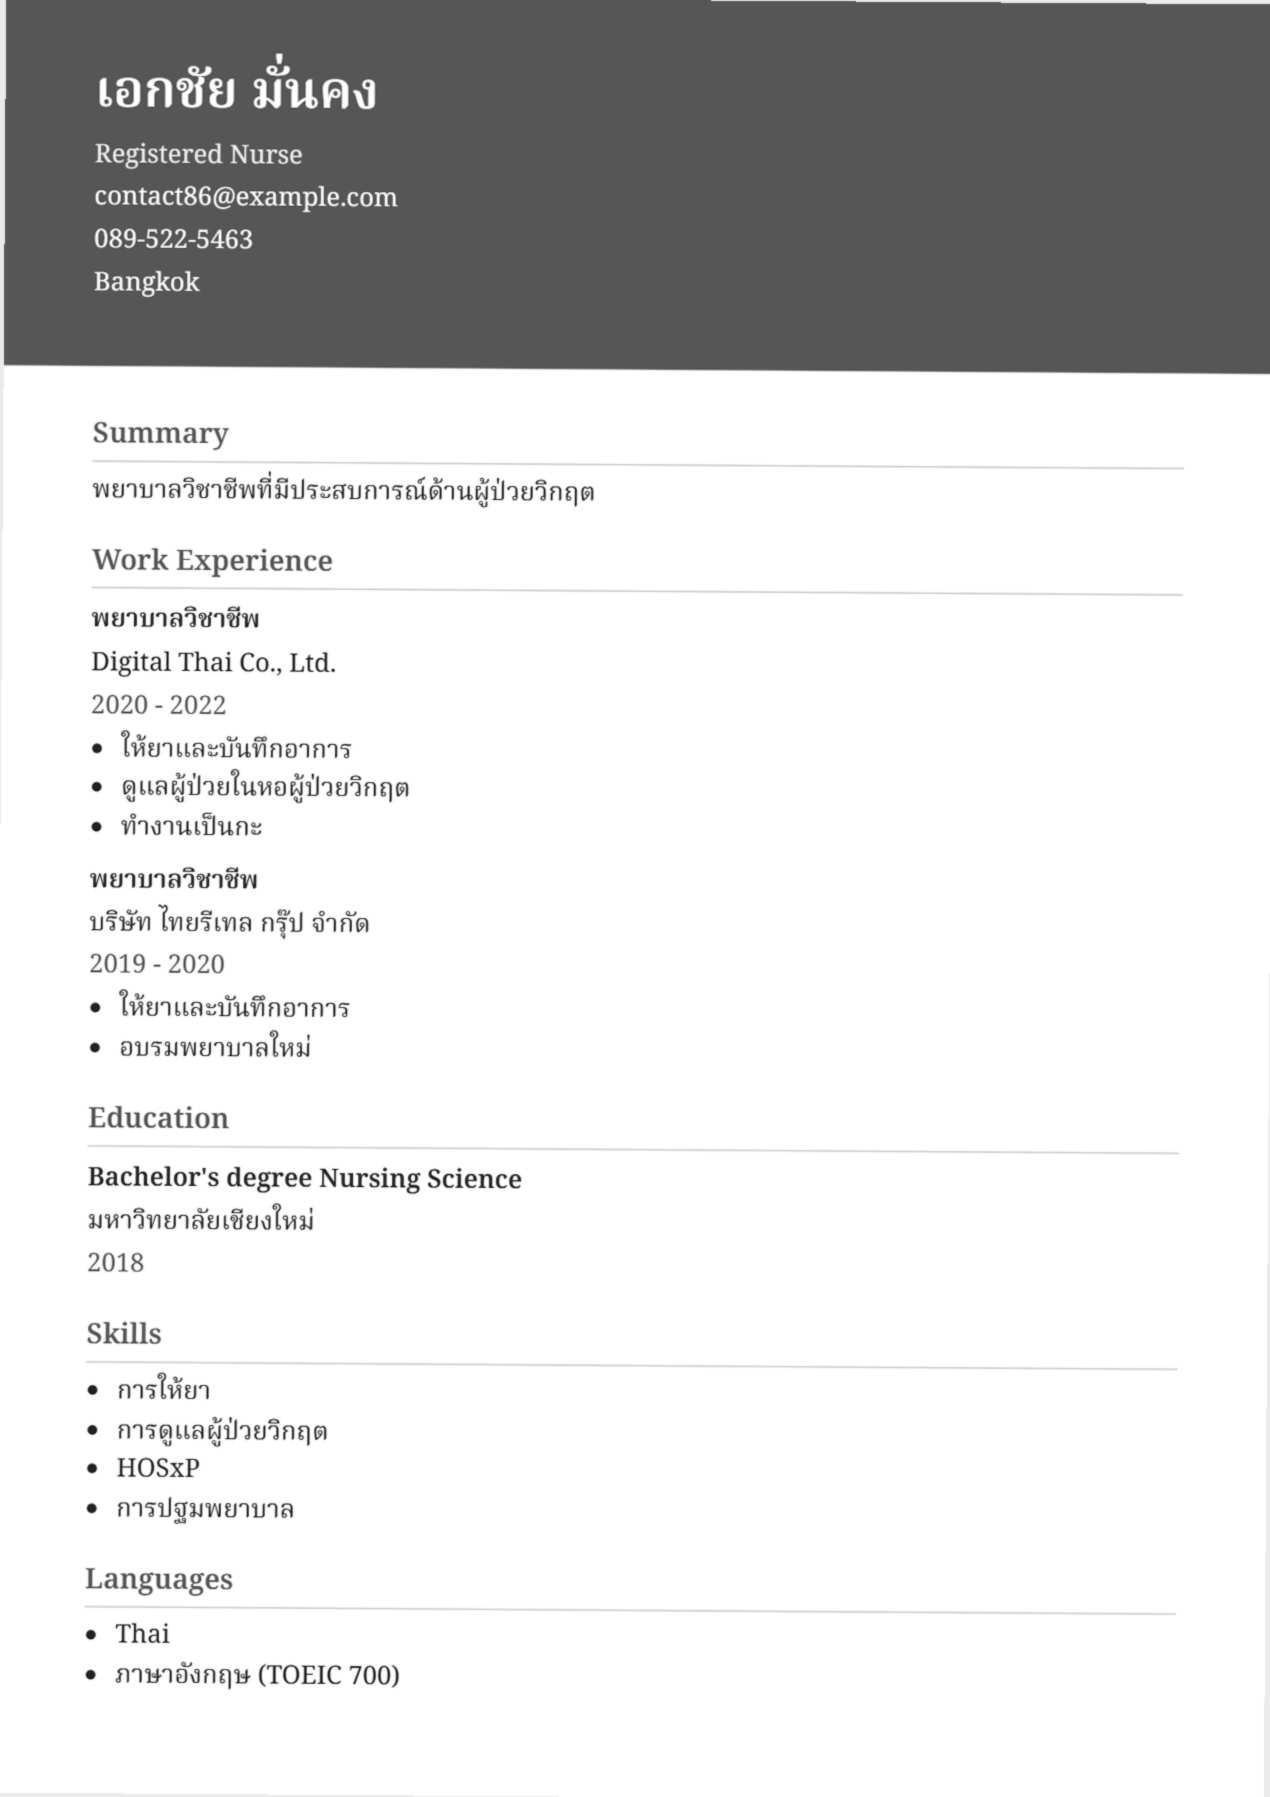 เอกชัย มั่นคง
Registered Nurse
contact86@example.com
089-522-5463
Bangkok
Summary
พยาบาลวิชาชีพที่มีประสบการณ์ด้านผู้ป่วยวิกฤต
Work Experience
พยาบาลวิชาชีพ
Digital Thai Co., Ltd.
2020 - 2022
• ให้ยาและบันทึกอาการ
• ดูแลผู้ป่วยในหอผู้ป่วยวิกฤต
• ทำงานเป็นกะ
พยาบาลวิชาชีพ
บริษัท ไทยรีเทล กรุ๊ป จำกัด
2019 - 2020
• ให้ยาและบันทึกอาการ
• อบรมพยาบาลใหม่
Education
Bachelor's degree Nursing Science
มหาวิทยาลัยเชียงใหม่
2018
Skills
• การให้ยา
• การดูแลผู้ป่วยวิกฤต
• HOSxP
• การปฐมพยาบาล
Languages
• Thai
• ภาษาอังกฤษ (TOEIC 700)